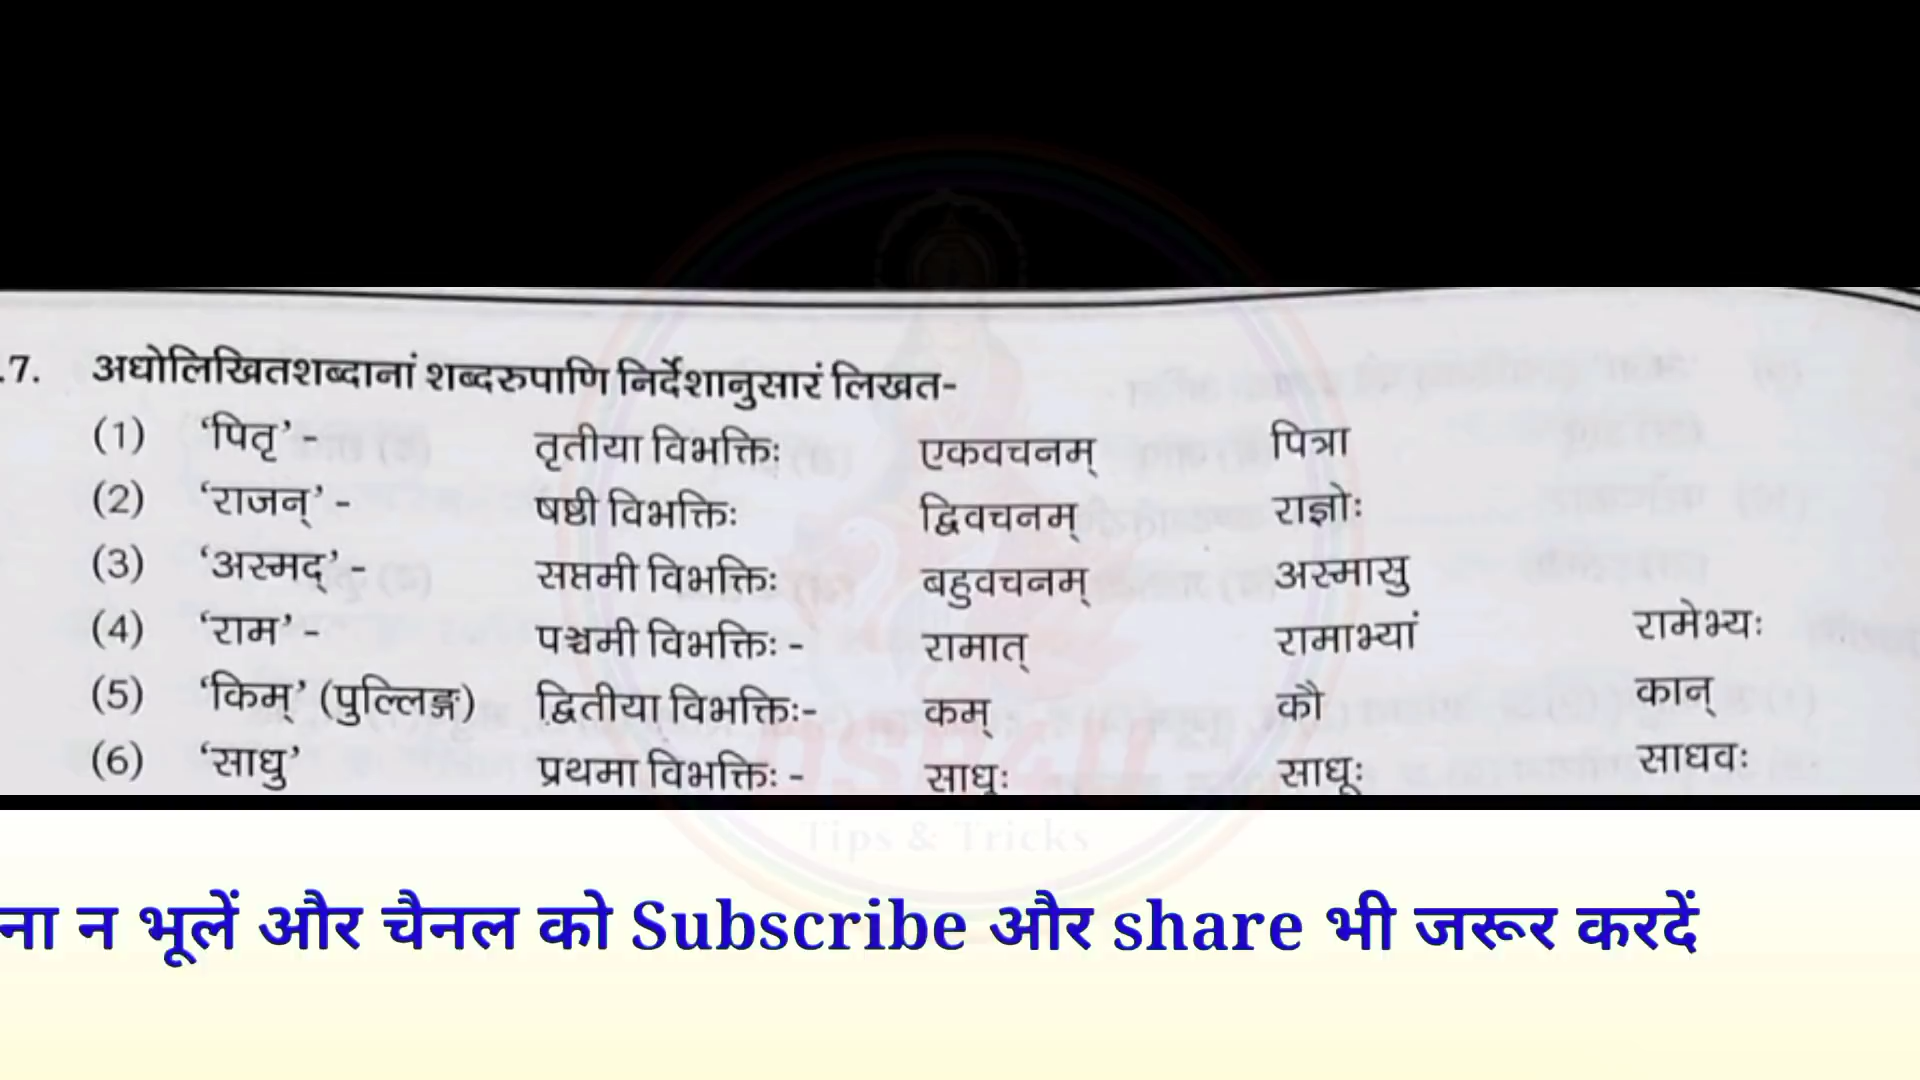 .7. अधोलिखितशब्दानां शब्दरुपाणि निर्देशानुसारं लिखत-
(1) ‘पितृ’ - तृतीया विभक्तिः एकवचनम् पित्रा
(2) ‘राजन्’ - षष्ठी विभक्तिः द्विवचनम् राज्ञोः
(3) ‘अस्मद्’ - सप्तमी विभक्तिः बहुवचनम् अस्मासु
(4) ‘राम’ - पञ्चमी विभक्तिः - रामात् रामाभ्यां रामेभ्यः
(5) ‘किम्’ (पुल्लिङ्ग) द्वितीया विभक्तिः- कम् कौ कान्
(6) ‘साधु’ प्रथमा विभक्तिः - साधुः साधूः साधवः
Tips & Tricks
ना न भूलें और चैनल को Subscribe और share भी जरूर करदें